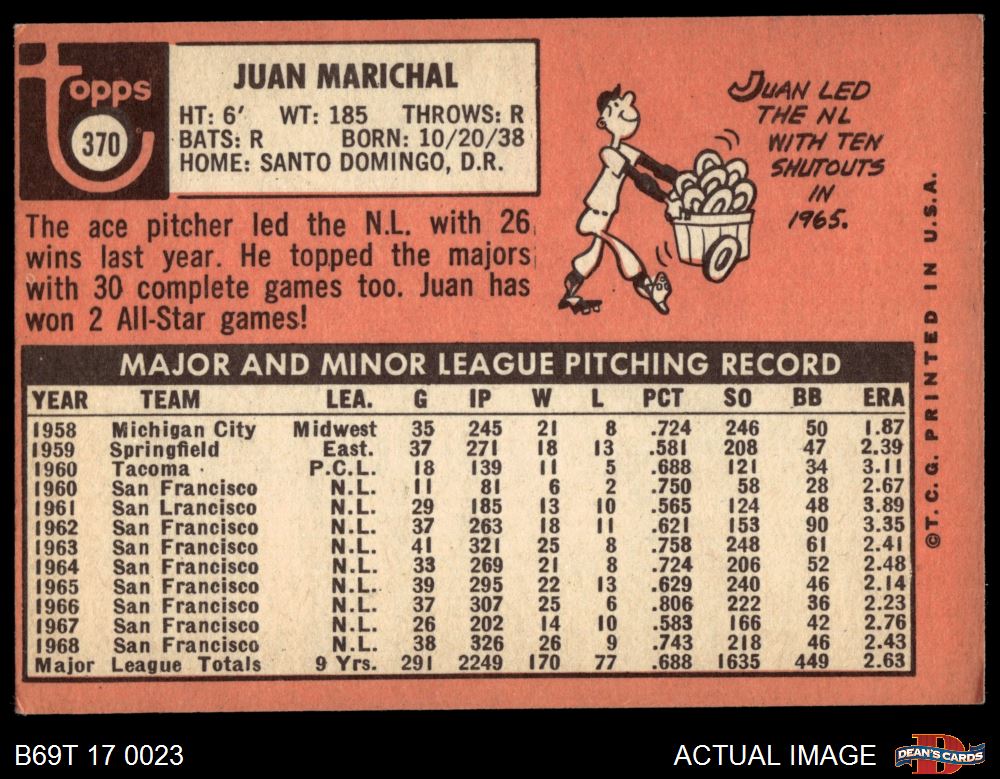 topps
370
JUAN MARICHAL
HT: 6' WT: 185 THROWS: R
BATS: R BORN: 10/20/38
HOME: SANTO DOMINGO, D.R.
The ace pitcher led the N.L. with 26
wins last year. He topped the majors
with 30 complete games too. Juan has
won 2 All-Star games!
JUAN LED
THE NL
WITH TEN
SHUTOUTS
IN
1965.
©T. C. G. PRINTED IN U.S.A.
MAJOR AND MINOR LEAGUE PITCHING RECORD
YEAR TEAM LEA. G IP W L PCT SO BB ERA
1958 Michigan City Midwest 35 245 21 8 .724 246 50 1.87
1959 Springfield East. 37 271 18 13 .581 208 47 2.39
1960 Tacoma P.C.L. 18 139 11 5 .688 121 34 3.11
1960 San Francisco N.L. 11 81 6 2 .750 58 28 2.67
1961 San Lrancisco N.L. 29 185 13 10 .565 124 48 3.89
1962 San Francisco N.L. 37 263 18 11 .621 153 90 3.35
1963 San Francisco N.L. 41 321 25 8 .758 248 61 2.41
1964 San Francisco N.L. 33 269 21 8 .724 206 52 2.48
1965 San Francisco N.L. 39 295 22 13 .629 240 46 2.14
1966 San Francisco N.L. 37 307 25 6 .806 222 36 2.23
1967 San Francisco N.L. 26 202 14 10 .583 166 42 2.76
1968 San Francisco N.L. 38 326 26 9 .743 218 46 2.43
Major League Totals 9 Yrs. 291 2249 170 77 .688 1635 449 2.63
B69T 17 0023
ACTUAL IMAGE
DEAN'S CARDS